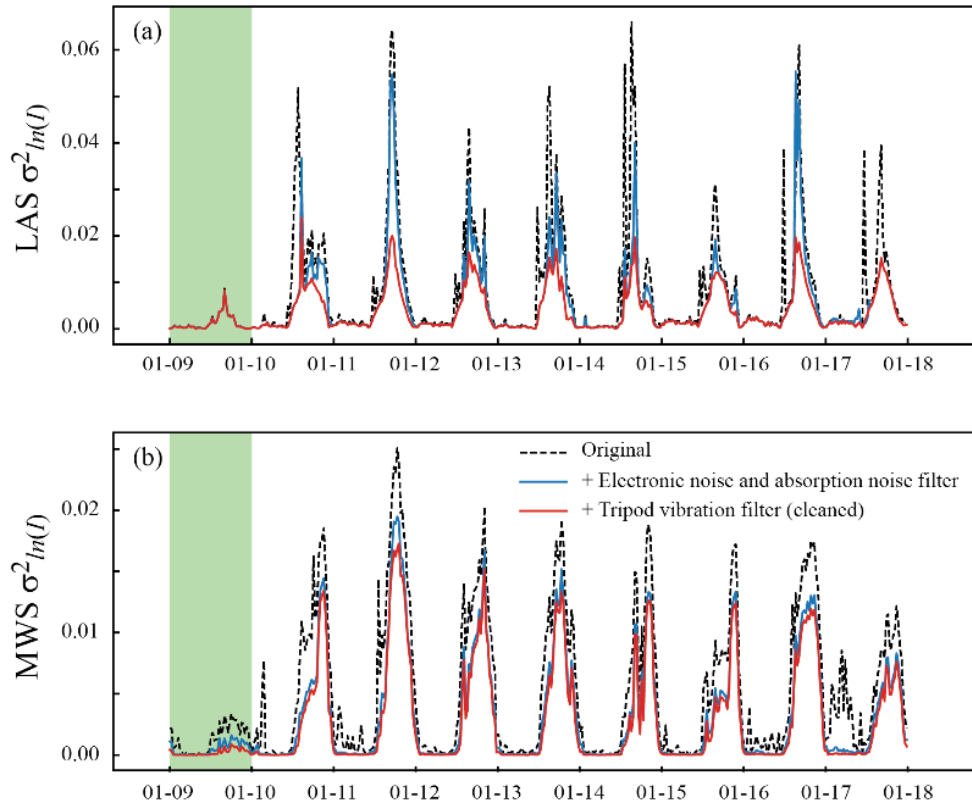 (a)
LAS σ²ln(I)
0.06
0.04
0.02
0.00
01-09 01-10 01-11 01-12 01-13 01-14 01-15 01-16 01-17 01-18
(b)
MWS σ²ln(I)
Original
+ Electronic noise and absorption noise filter
+ Tripod vibration filter (cleaned)
0.02
0.01
0.00
01-09 01-10 01-11 01-12 01-13 01-14 01-15 01-16 01-17 01-18